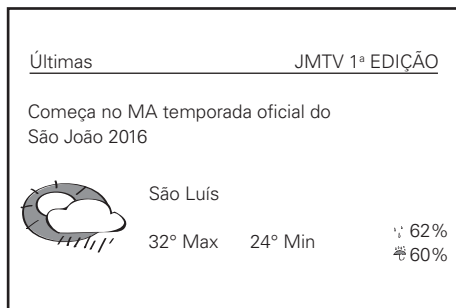 Últimas JMTV 1ª EDIÇÃO
Começa no MA temporada oficial do
São João 2016
São Luís
62%
32° Max 24° Min
60%